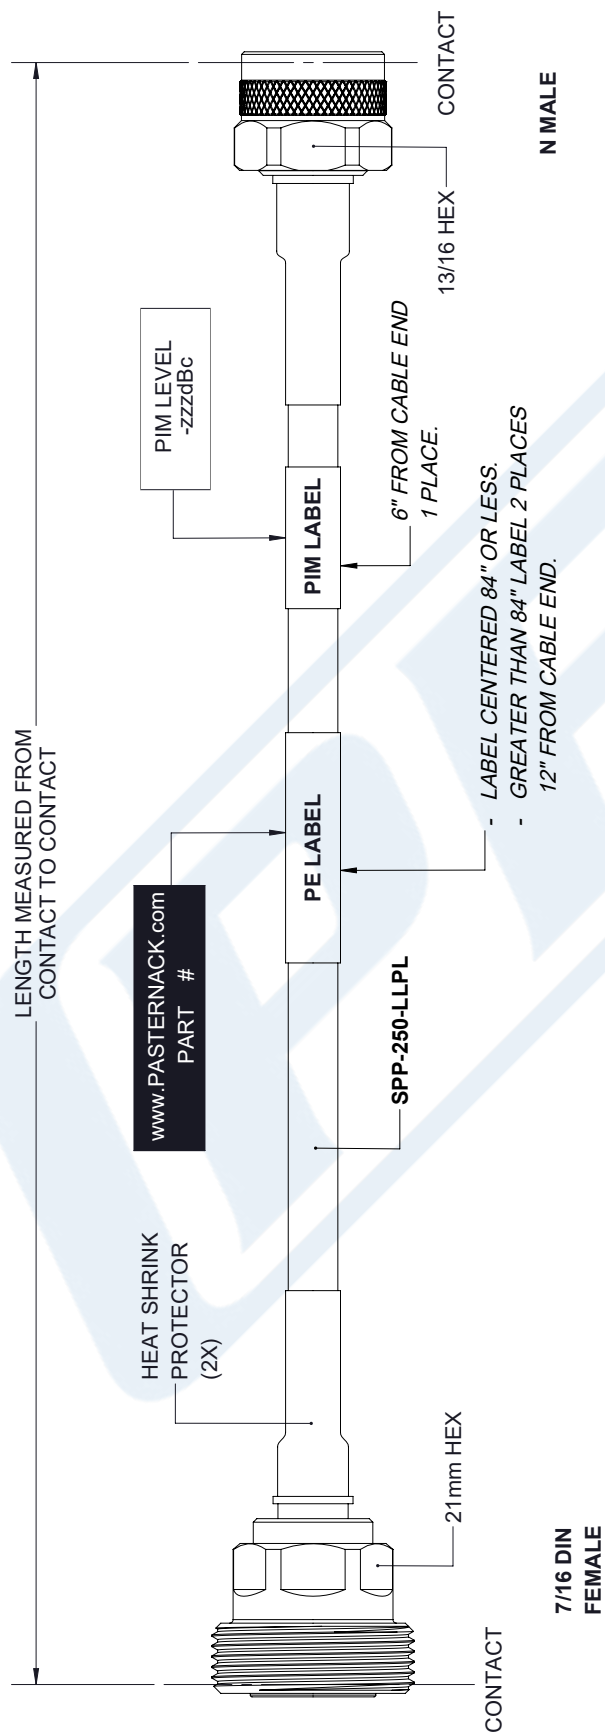 LENGTH MEASURED FROM
CONTACT TO CONTACT
HEAT SHRINK
PROTECTOR
(2X)
www.PASTERNACK.com
PART #
PIM LEVEL
-zzzdBc
PE LABEL
PIM LABEL
SPP-250-LLPL
6" FROM CABLE END
1 PLACE.
- LABEL CENTERED 84" OR LESS.
- GREATER THAN 84" LABEL 2 PLACES
12" FROM CABLE END.
21mm HEX
13/16 HEX
CONTACT
CONTACT
7/16 DIN
FEMALE
N MALE